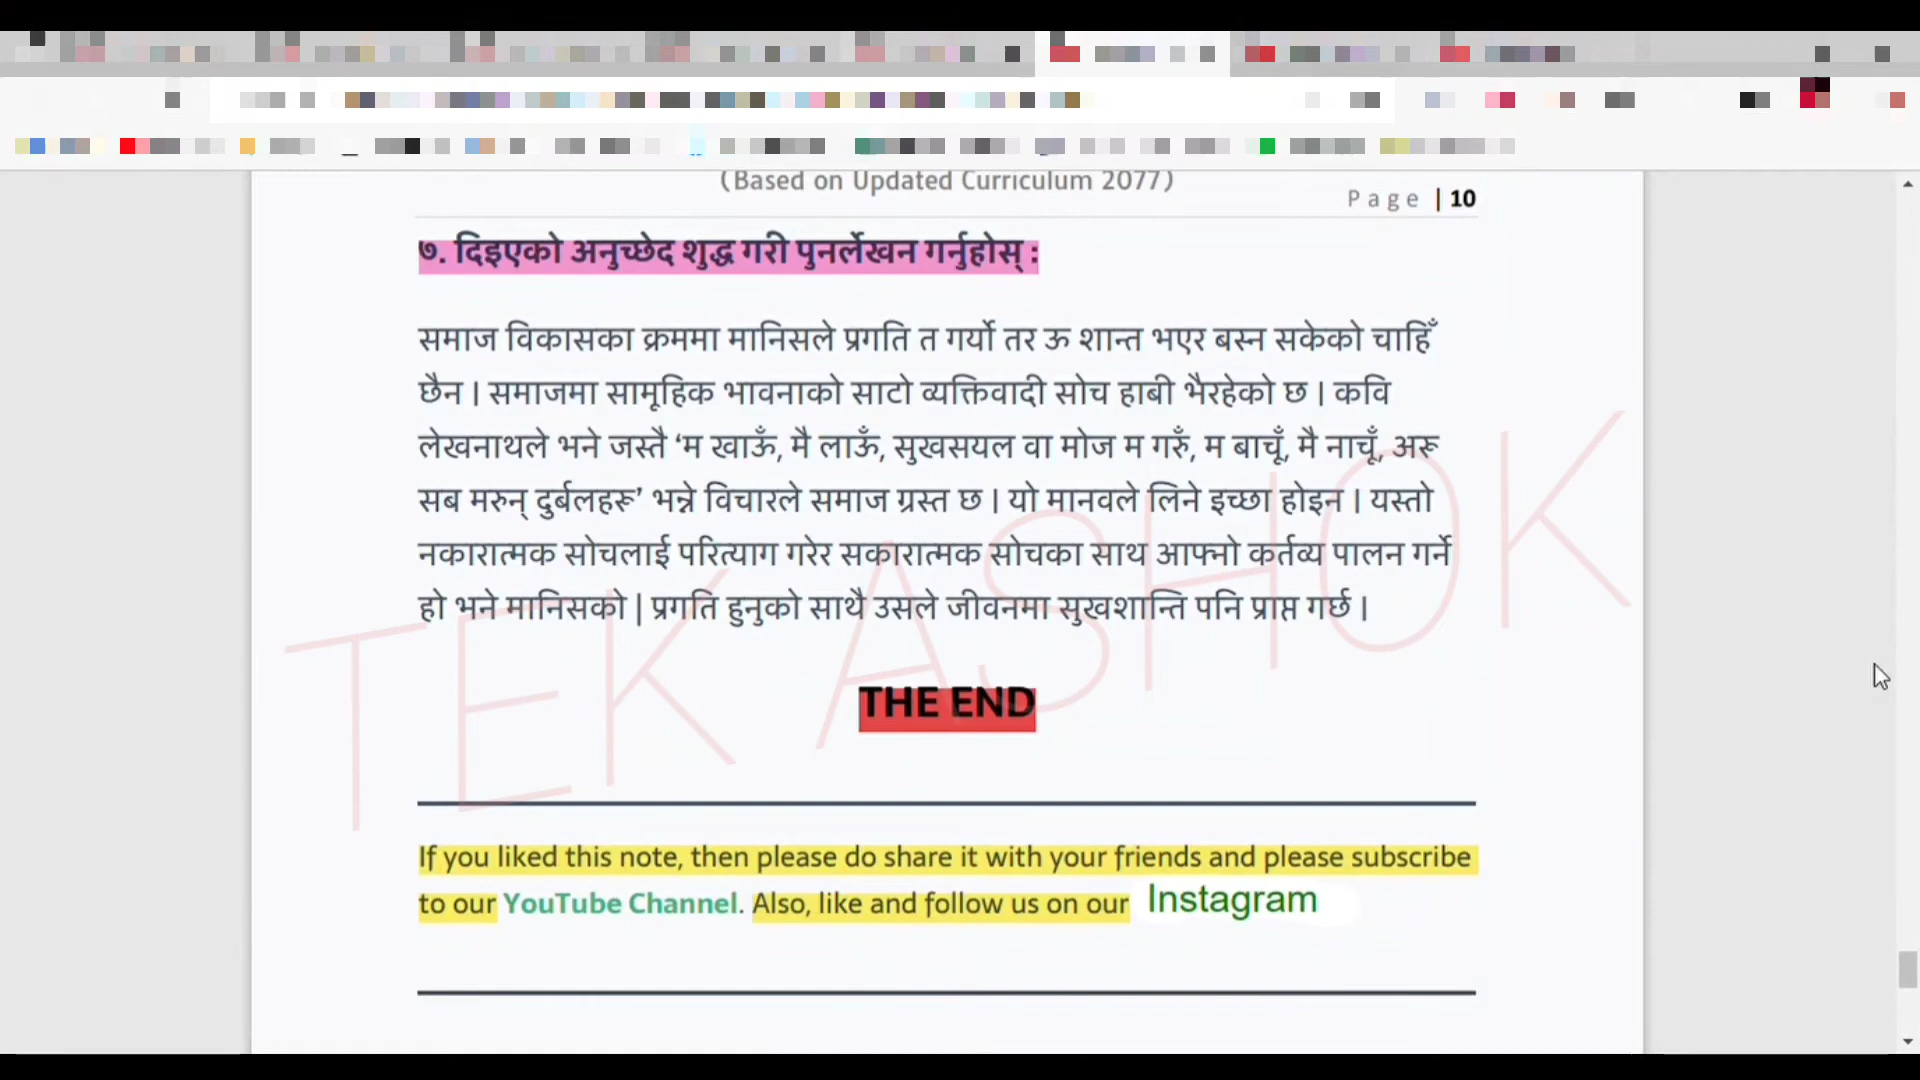 (Based on Updated Curriculum 2077)
Page | 10
७. दिइएको अनुच्छेद शुद्ध गरी पुनर्लेखन गर्नुहोस् :
समाज विकासका क्रममा मानिसले प्रगति त गर्यो तर ऊ शान्त भएर बस्न सकेको चाहिँ
छैन | समाजमा सामूहिक भावनाको साटो व्यक्तिवादी सोच हाबी भैरहेको छ | कवि
लेखनाथले भने जस्तै ‘म खाऊँ, मै लाऊँ, सुखसयल वा मोज म गरुँ, म बाचूँ, मै नाचूँ, अरू
सब मरुन् दुर्बलहरू’ भन्ने विचारले समाज ग्रस्त छ | यो मानवले लिने इच्छा होइन | यस्तो
नकारात्मक सोचलाई परित्याग गरेर सकारात्मक सोचका साथ आफ्नो कर्तव्य पालन गर्ने
हो भने मानिसको | प्रगति हुनुको साथै उसले जीवनमा सुखशान्ति पनि प्राप्त गर्छ |
TEK ASHOK
THE END
If you liked this note, then please do share it with your friends and please subscribe
to our YouTube Channel. Also, like and follow us on our Instagram